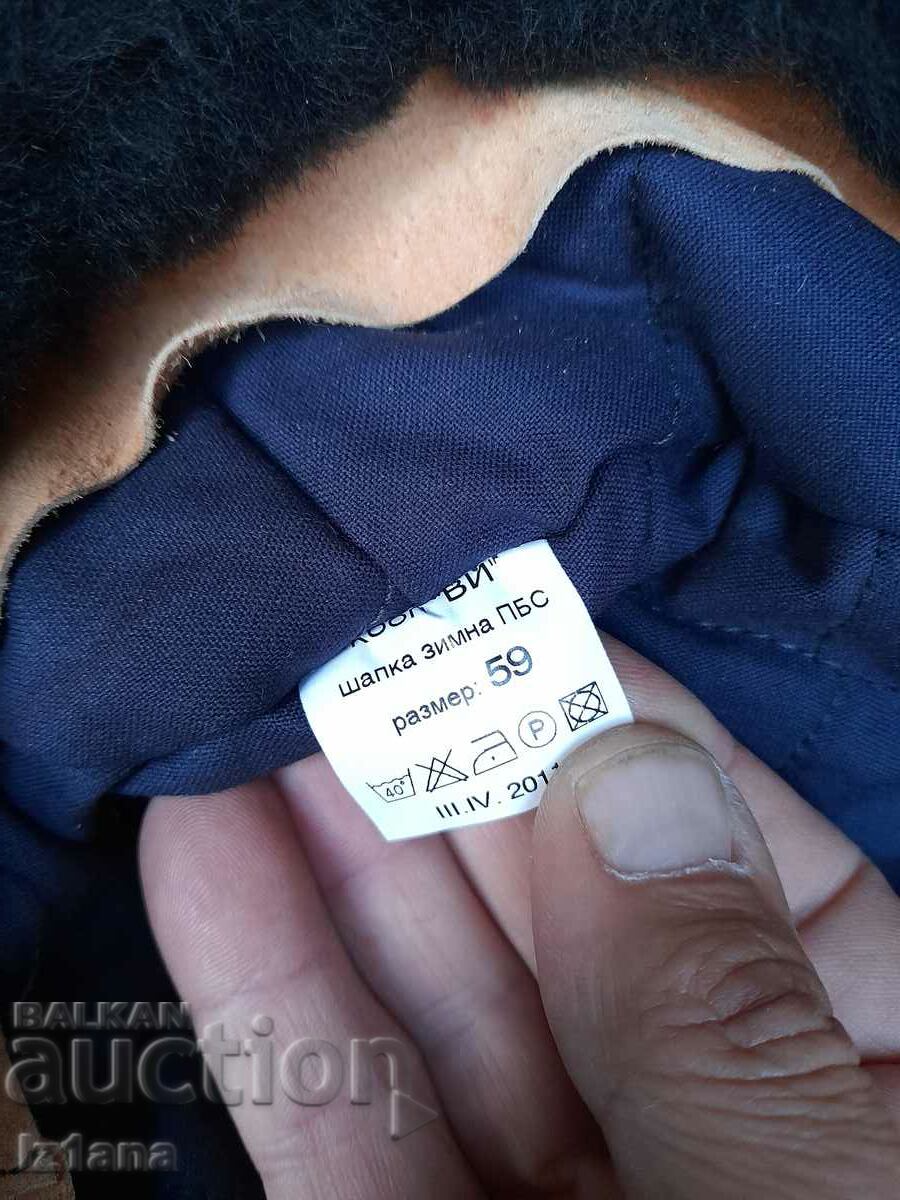 "ВИ"
шапка зимна ПБС
размер: 59
40° P
III.IV. 201
BALKAN
auction
Iz1ana